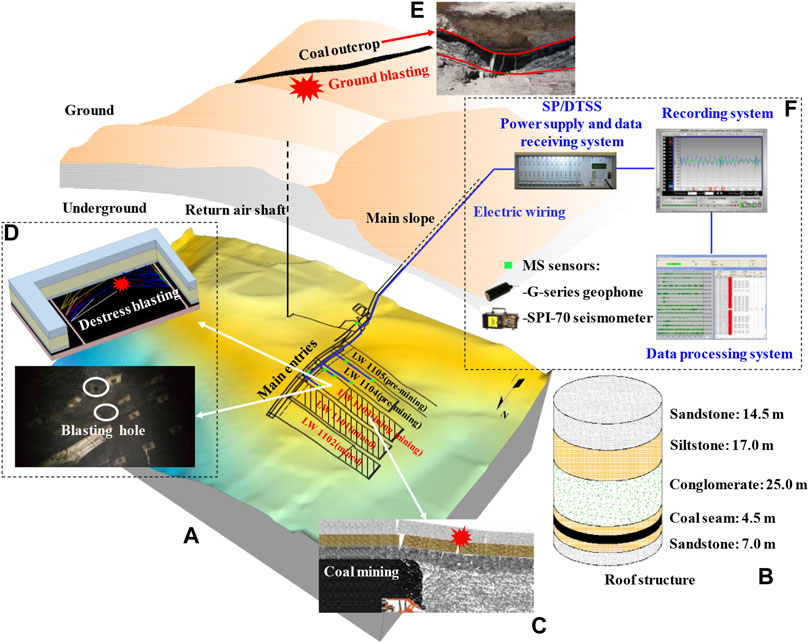 E
Coal outcrop
Ground blasting
Ground
Underground
Return air shaft
Main slope
F
SP/DTSS
Power supply and data
receiving system
Recording system
Electric wiring
MS sensors:
-G-series geophone
-SPI-70 seismometer
Data processing system
D
Destress blasting
Blasting hole
Main entries
LW 1105(pre-mining)
LW 1104(pre-mining)
LW 1102(mined)
N
A
Coal mining
C
Sandstone: 14.5 m
Siltstone: 17.0 m
Conglomerate: 25.0 m
Coal seam: 4.5 m
Sandstone: 7.0 m
Roof structure
B